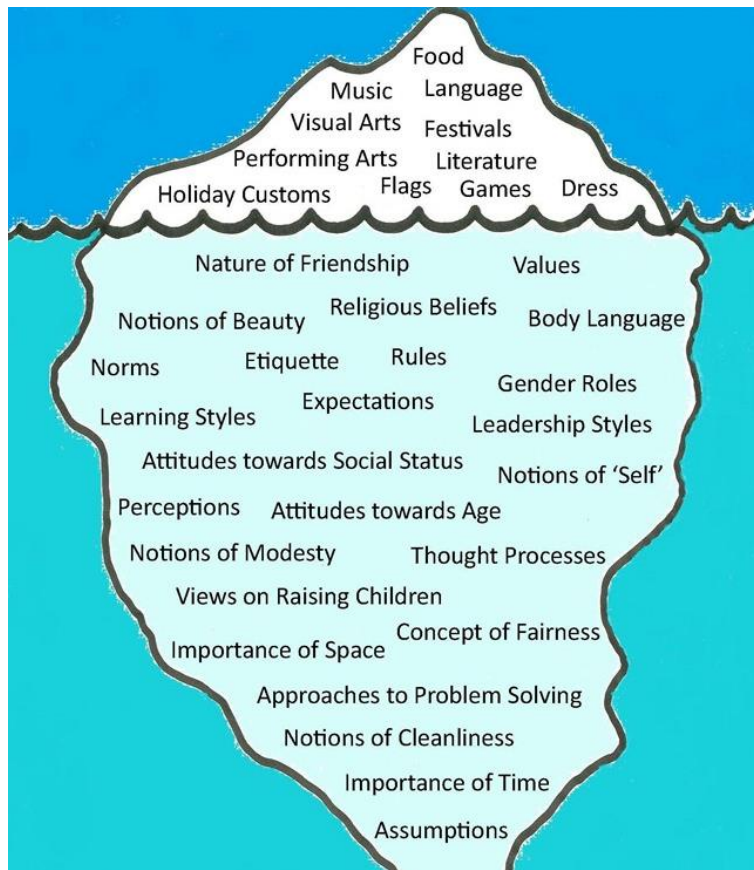 Food
Music Language
Visual Arts Festivals
Performing Arts Literature
Holiday Customs Flags Games Dress
Nature of Friendship Values
Notions of Beauty Religious Beliefs Body Language
Norms Etiquette Rules
Learning Styles Expectations Gender Roles
Leadership Styles
Attitudes towards Social Status Notions of ‘Self’
Perceptions Attitudes towards Age
Notions of Modesty Thought Processes
Views on Raising Children
Importance of Space Concept of Fairness
Approaches to Problem Solving
Notions of Cleanliness
Importance of Time
Assumptions